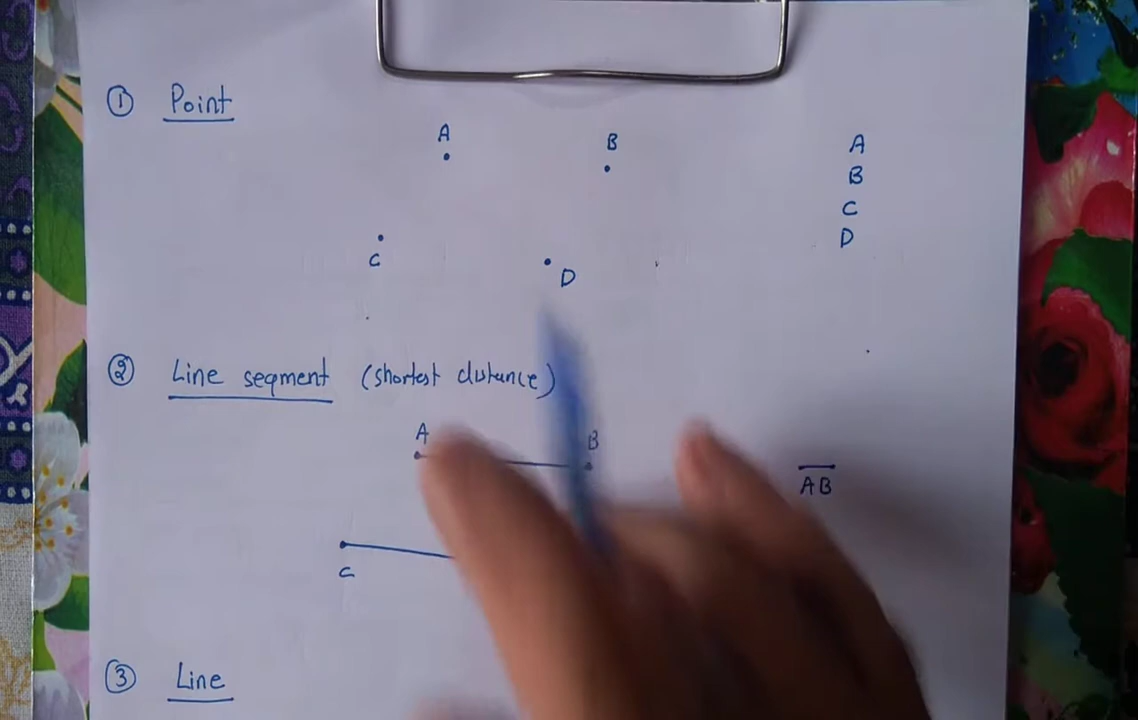 ① Point
A B
A
B
C
D
C
D
② Line segment (shortest distance)
A B
AB
C
③ Line